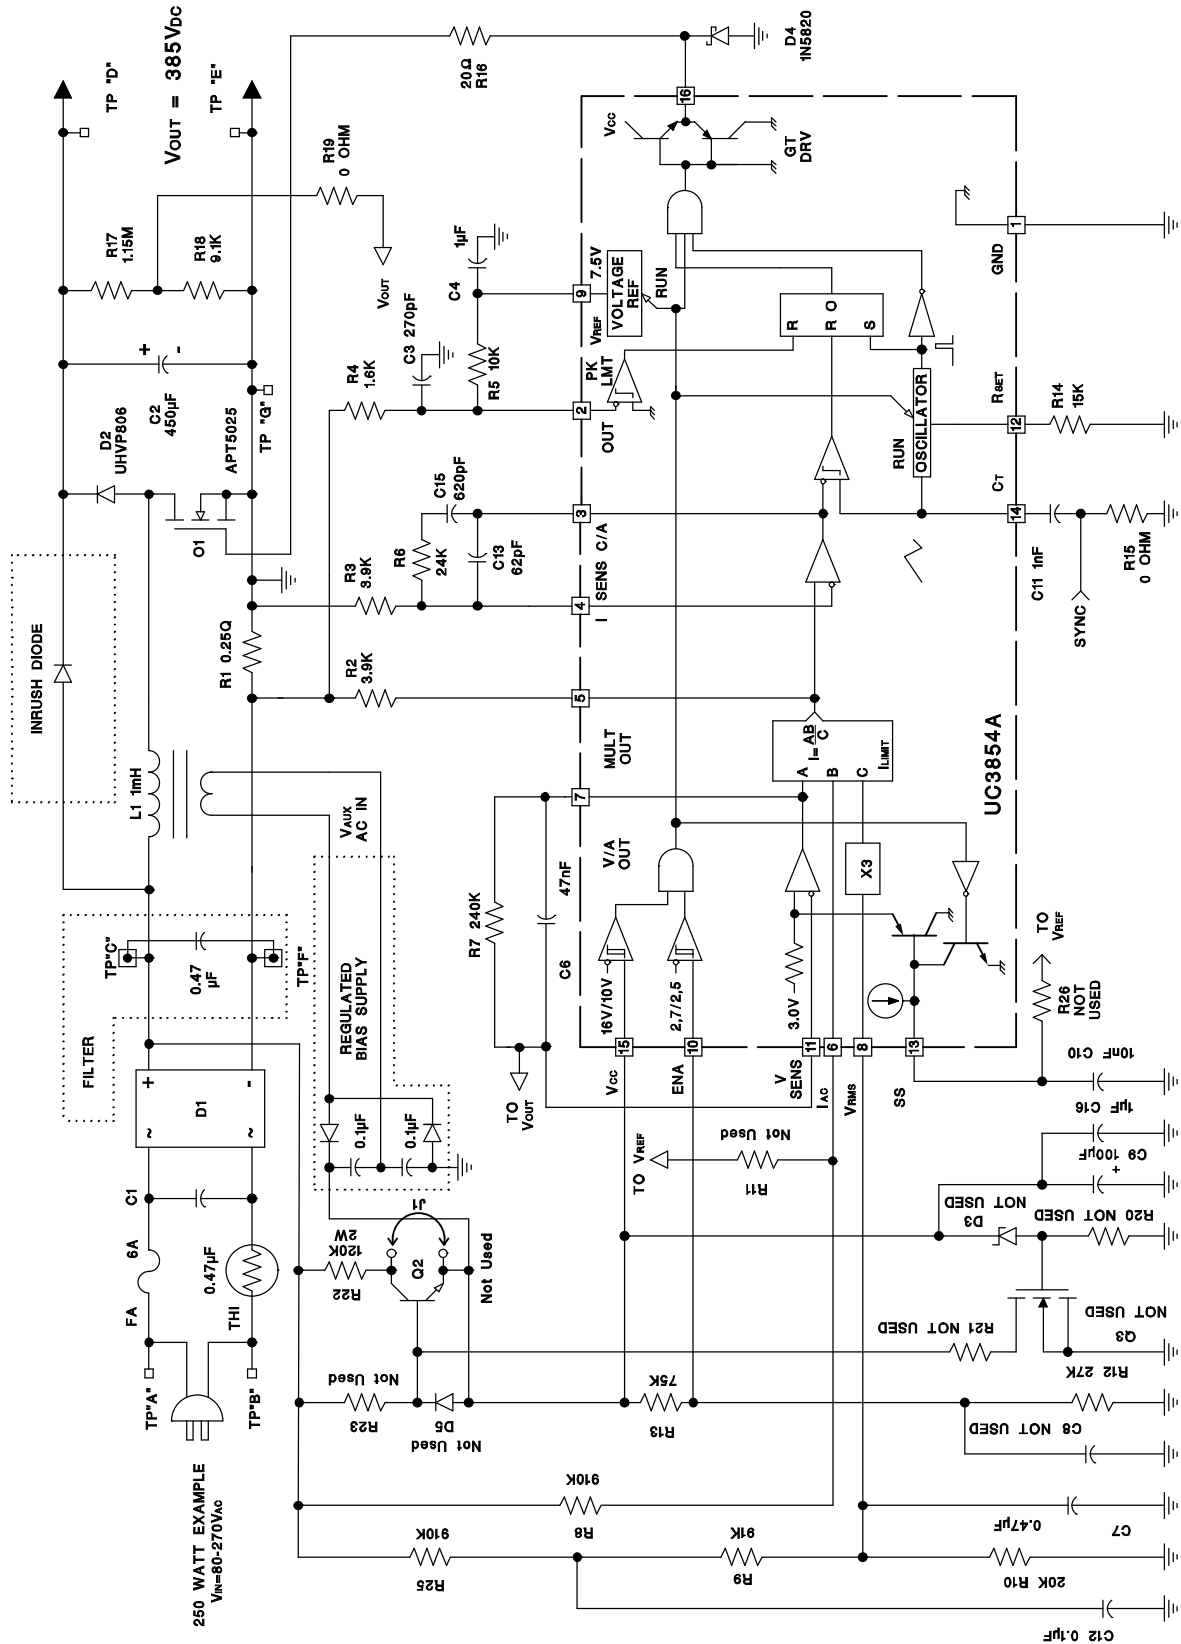 250 WATT EXAMPLE
VIN=80-270VAC
TP"A"
TP"B"
FA
6A
THI
0.47µF
C1
D1
~
~
+
-
FILTER
TP"C"
0.47
µF
TP"F"
REGULATED
BIAS SUPPLY
0.1µF
0.1µF
VAUX
AC IN
L1 1mH
INRUSH DIODE
R1 0.25Q
Q1
D2
UHVP806
APT5025
C2
450µF
+
-
TP "G"
R17
1.15M
R18
9.1K
TP "D"
VOUT = 385VDC
TP "E"
R19
0 OHM
VOUT
20Ω
R16
D4
1N5820
R2
3.9K
R3
3.9K
R4
1.6K
R6
24K
C15
620pF
C13
62pF
C3 270pF
R5 10K
C4
1µF
R7 240K
C6
47nF
TO
VOUT
R22
120K
2W
Q2
J1
Not Used
R23
Not Used
D5
Not Used
R13
75K
R8
910K
R25
910K
R9
91K
20K R10
C12 0.1µF
0.47µF
C7
C8 NOT USED
R12 27K
Q3
NOT USED
R21 NOT USED
D3
NOT USED
R20 NOT USED
C9 100µF
+
1µF C16
10nF C10
R26
NOT
USED
TO
VREF
TO VREF
R11
Not Used
VCC
15
ENA
10
V
SENS
11
IAC
6
VRMS
8
SS
13
16V/10V
2,7/2,5
3.0V
X3
V/A
OUT
7
MULT
OUT
5
A
B
C
I=AB/C
ILIMIT
I SENS
4
C/A
3
OUT
2
PK
LMT
VREF
9
7.5V
VOLTAGE
REF
RUN
R
R
S
Q
RUN
OSCILLATOR
VCC
16
GT
DRV
GND
1
RSET
12
R14
15K
CT
14
C11 1nF
SYNC
R15
0 OHM
UC3854A